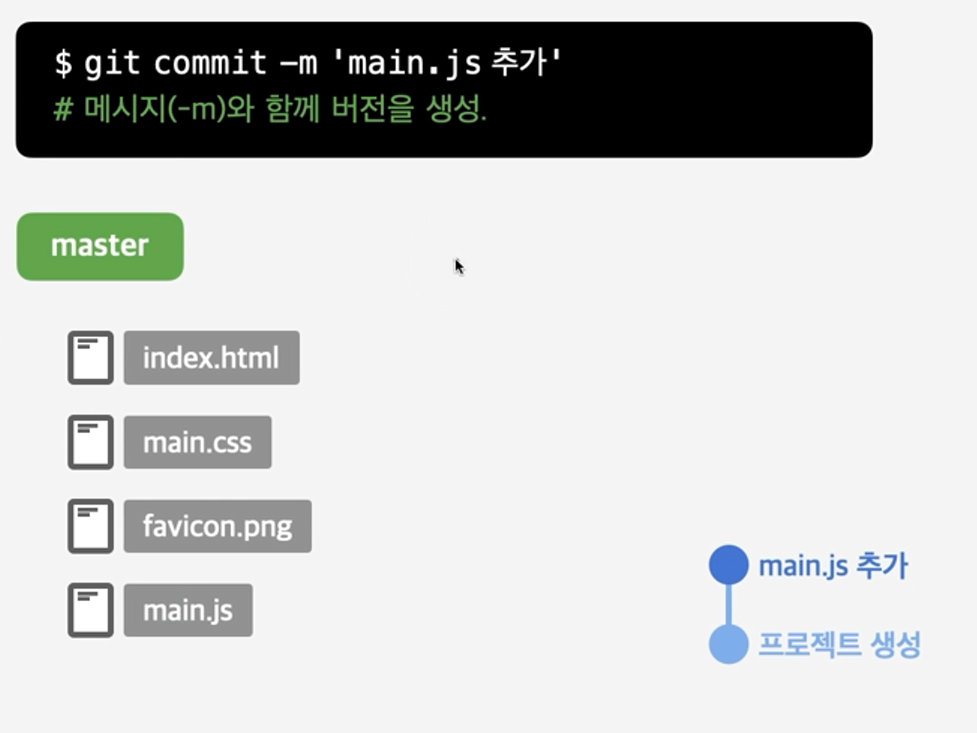 $ git commit -m 'main.js 추가'
# 메시지(-m)와 함께 버전을 생성.
master
index.html
main.css
favicon.png
main.js
main.js 추가
프로젝트 생성